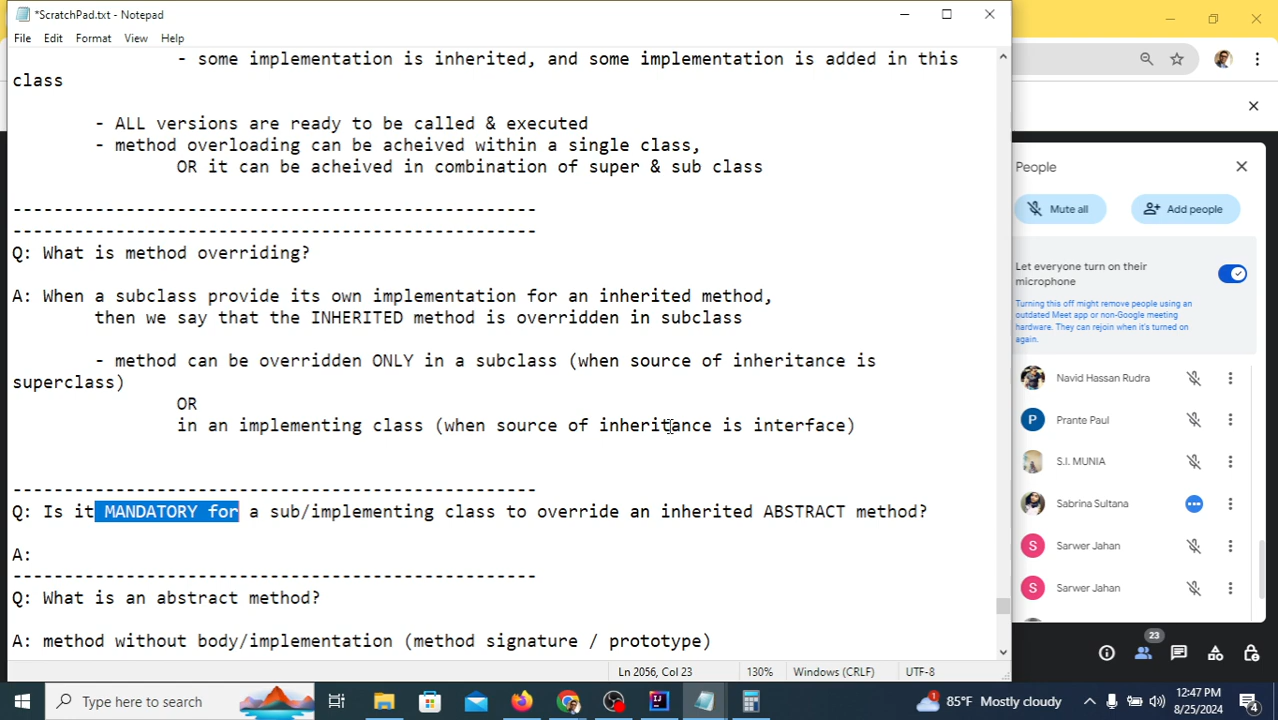 *ScratchPad.txt - Notepad
File Edit Format View Help
- some implementation is inherited, and some implementation is added in this
class
- ALL versions are ready to be called & executed
- method overloading can be acheived within a single class,
OR it can be acheived in combination of super & sub class
---------------------------------------------------
---------------------------------------------------
Q: What is method overriding?
A: When a subclass provide its own implementation for an inherited method,
then we say that the INHERITED method is overridden in subclass
- method can be overridden ONLY in a subclass (when source of inheritance is
superclass)
OR
in an implementing class (when source of inheritance is interface)
---------------------------------------------------
Q: Is it MANDATORY for a sub/implementing class to override an inherited ABSTRACT method?
A:
---------------------------------------------------
Q: What is an abstract method?
A: method without body/implementation (method signature / prototype)
Ln 2056, Col 23 130% Windows (CRLF) UTF-8
People
Mute all
Add people
Let everyone turn on their
microphone
Turning this off might remove people using an
outdated Meet app or non-Google meeting
hardware. They can rejoin when it's turned on
again.
Navid Hassan Rudra
P Prante Paul
S.I. MUNIA
Sabrina Sultana
S Sarwer Jahan
S Sarwer Jahan
23
Type here to search
85°F Mostly cloudy
12:47 PM
8/25/2024
4